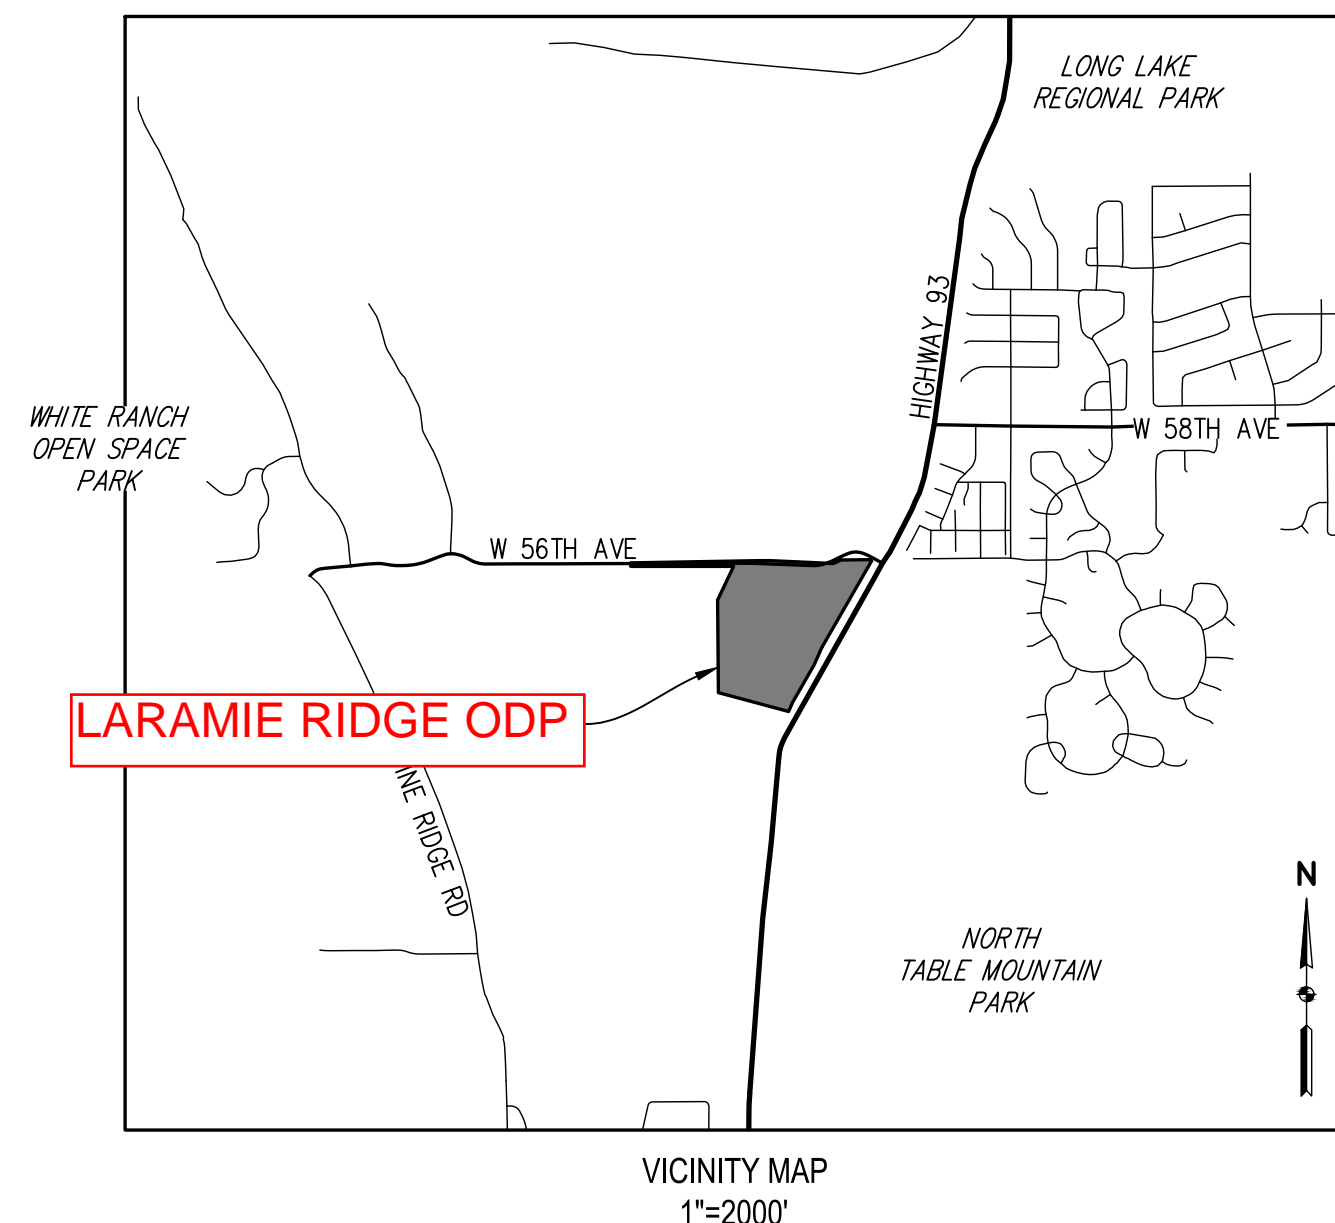 LONG LAKE
REGIONAL PARK
HIGHWAY 93
WHITE RANCH
OPEN SPACE
PARK
W 58TH AVE
W 56TH AVE
LARAMIE RIDGE ODP
INE RIDGE RD
N
NORTH
TABLE MOUNTAIN
PARK
VICINITY MAP
1"=2000'